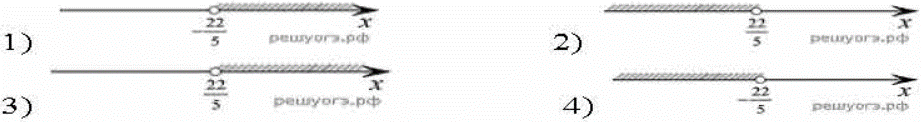 1) -22/5 x
решуогэ.рф
2) 22/5 x
решуогэ.рф
3) 22/5 x
решуогэ.рф
4) -22/5 x
решуогэ.рф